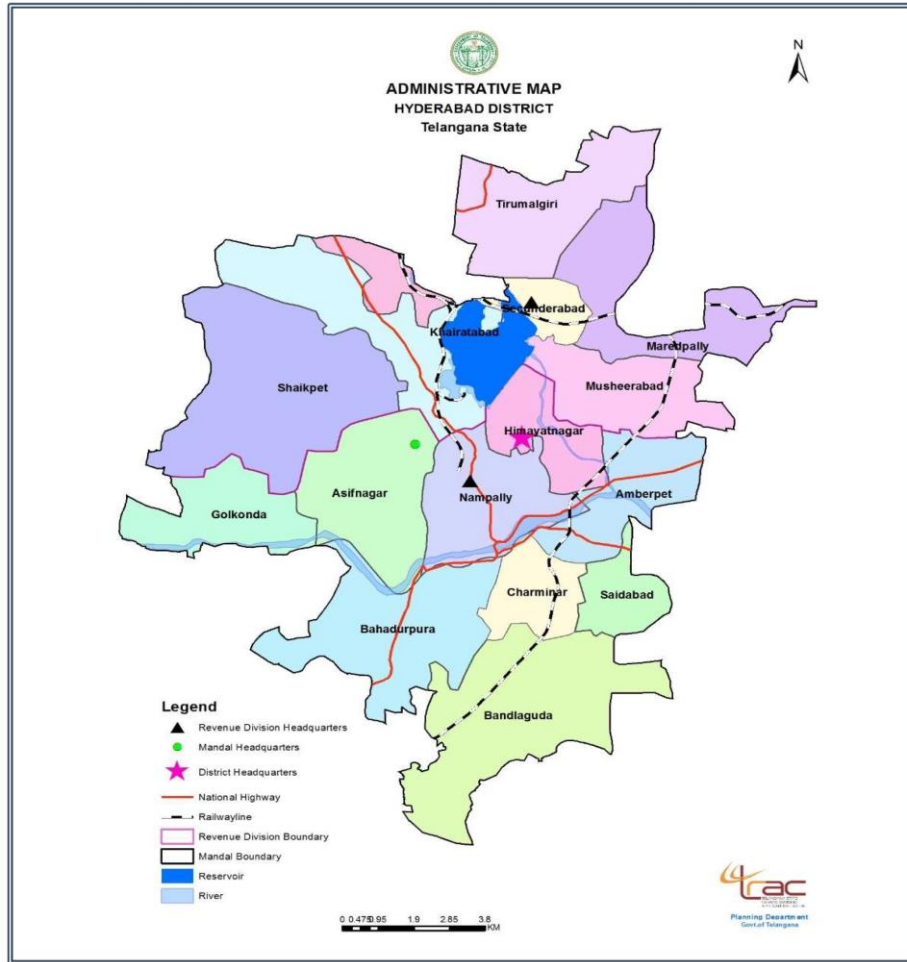 N
ADMINISTRATIVE MAP
HYDERABAD DISTRICT
Telangana State
Tirumalgiri
Secunderabad
Khairatabad
Maredpally
Musheerabad
Shaikpet
Himayatnagar
Asifnagar
Nampally
Amberpet
Golkonda
Charminar
Saidabad
Bahadurpura
Bandlaguda
Legend
Revenue Division Headquarters
Mandal Headquarters
District Headquarters
National Highway
Railwayline
Revenue Division Boundary
Mandal Boundary
Reservoir
River
0 0.475 0.95 1.9 2.85 3.8
KM
trac
Planning Department
Govt.of Telangana